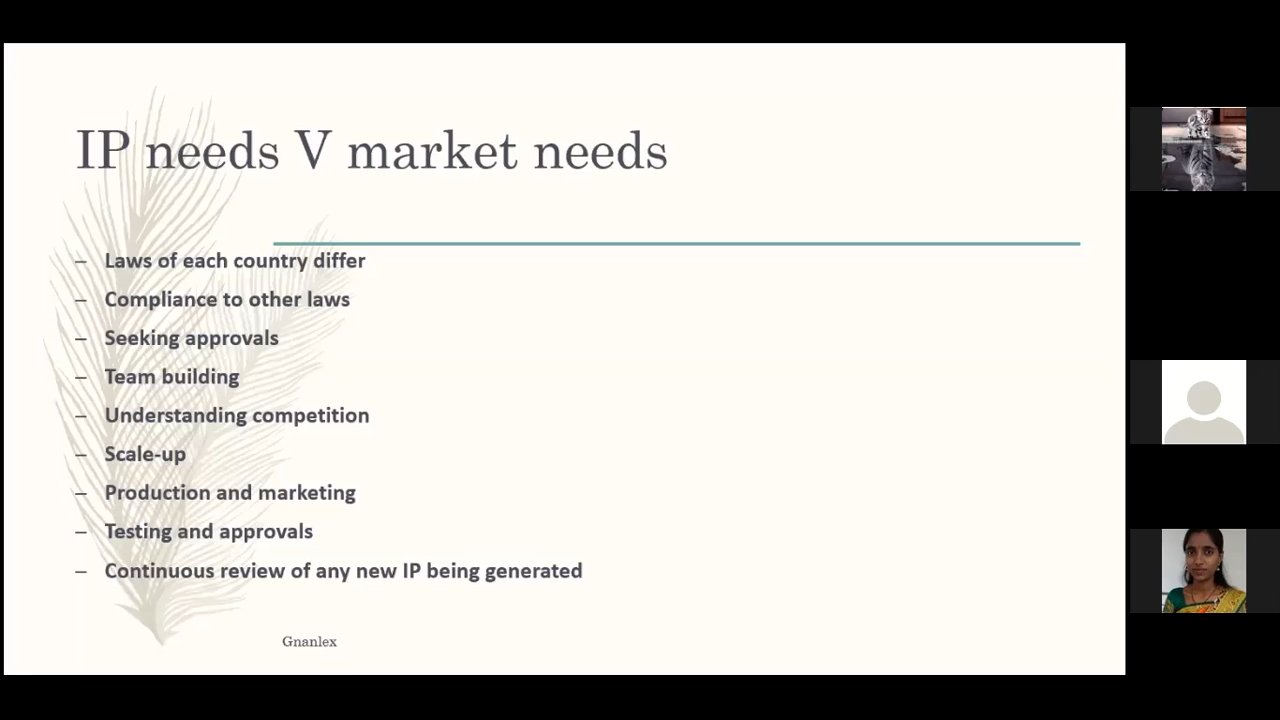 IP needs V market needs
– Laws of each country differ
– Compliance to other laws
– Seeking approvals
– Team building
– Understanding competition
– Scale-up
– Production and marketing
– Testing and approvals
– Continuous review of any new IP being generated
Gnanlex